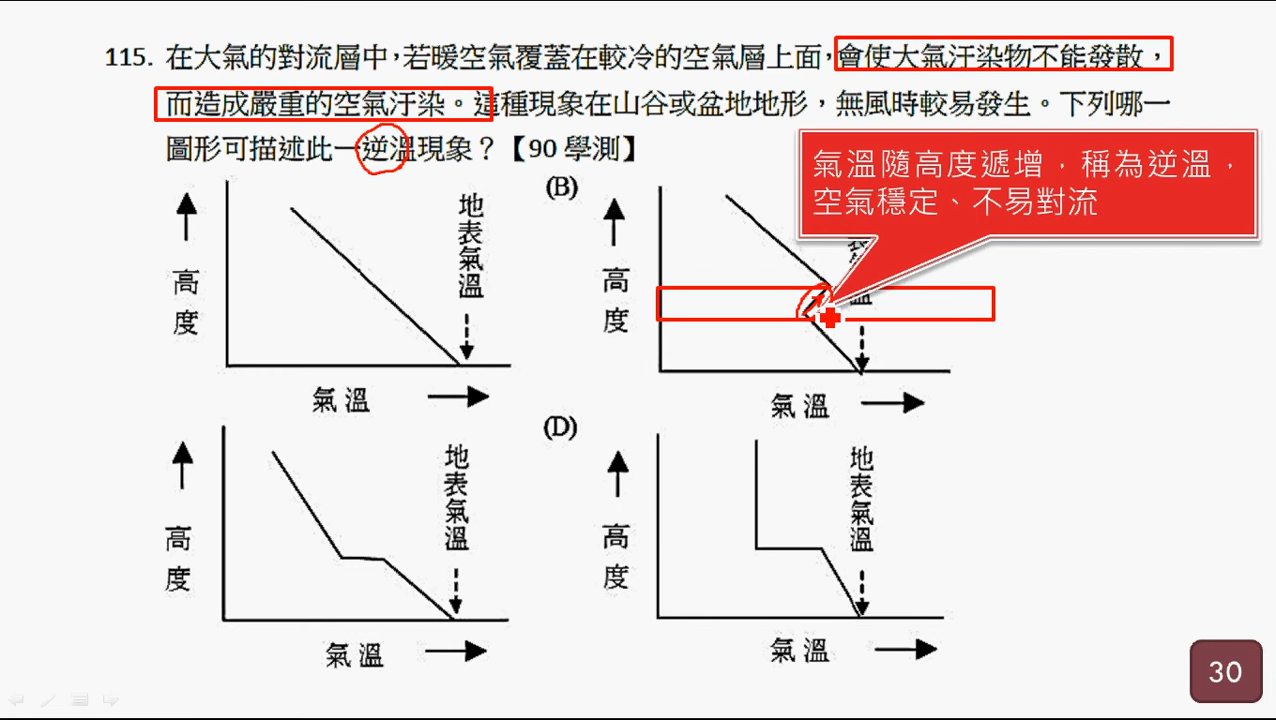 115. 在大氣的對流層中，若暖空氣覆蓋在較冷的空氣層上面，會使大氣汙染物不能發散，
而造成嚴重的空氣汙染。這種現象在山谷或盆地地形，無風時較易發生。下列哪一
圖形可描述此一逆溫現象？【90 學測】
氣溫隨高度遞增，稱為逆溫，
空氣穩定、不易對流
高度
地表氣溫
氣溫
(B)
高度
表
溫
氣溫
高度
地表氣溫
氣溫
(D)
高度
地表氣溫
氣溫
30